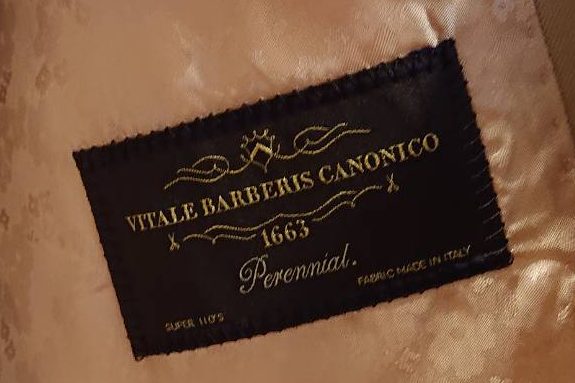 VITALE BARBERIS CANONICO
1663
Perennial.
SUPER 110'S
FABRIC MADE IN ITALY